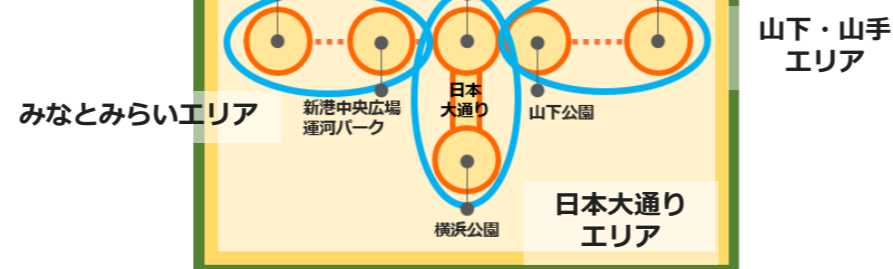 山下・山手
エリア
みなとみらいエリア
新港中央広場
運河パーク
日本
大通り
山下公園
横浜公園
日本大通り
エリア